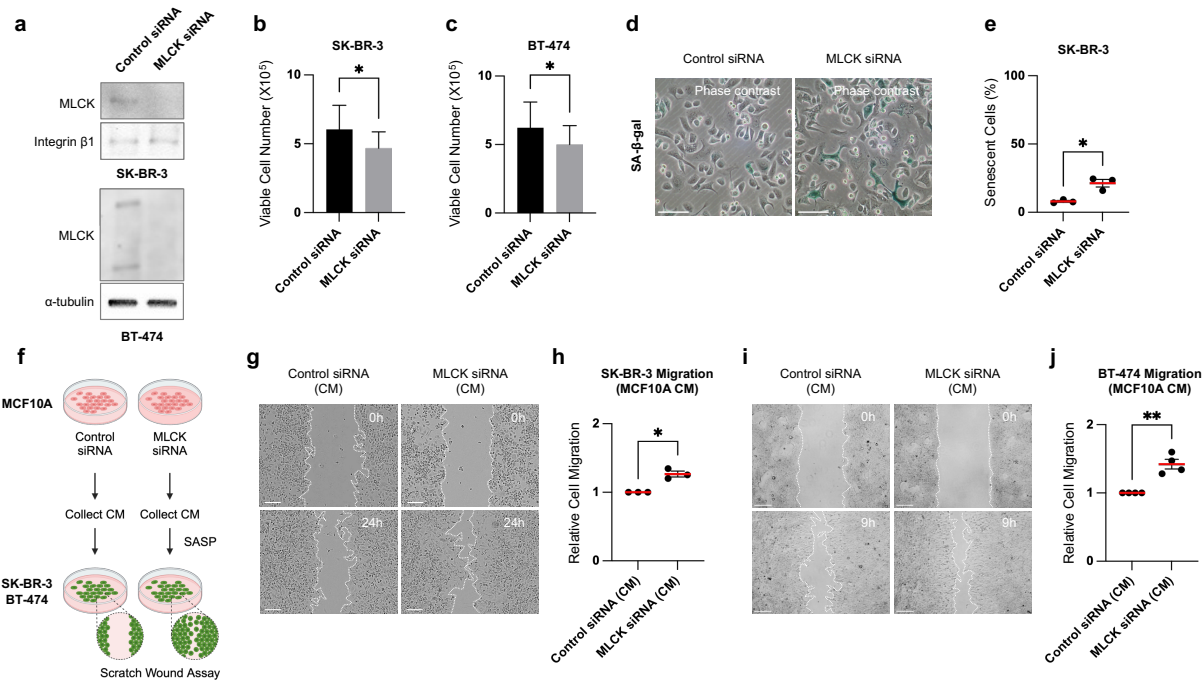 a
Control siRNA
MLCK siRNA
MLCK
Integrin β1
SK-BR-3
MLCK
α-tubulin
BT-474
b
SK-BR-3
Viable Cell Number (X10⁵)
10
5
0
*
Control siRNA
MLCK siRNA
c
BT-474
Viable Cell Number (X10⁵)
10
5
0
*
Control siRNA
MLCK siRNA
d
Control siRNA
MLCK siRNA
SA-β-gal
Phase contrast
Phase contrast
e
SK-BR-3
Senescent Cells (%)
100
50
0
*
Control siRNA
MLCK siRNA
f
MCF10A
Control
siRNA
MLCK
siRNA
Collect CM
Collect CM
SASP
SK-BR-3
BT-474
Scratch Wound Assay
g
Control siRNA
(CM)
MLCK siRNA
(CM)
0h
0h
24h
24h
h
SK-BR-3 Migration
(MCF10A CM)
Relative Cell Migration
2
1
0
*
Control siRNA (CM)
MLCK siRNA (CM)
i
Control siRNA
(CM)
MLCK siRNA
(CM)
0h
0h
9h
9h
j
BT-474 Migration
(MCF10A CM)
Relative Cell Migration
2
1
0
**
Control siRNA (CM)
MLCK siRNA (CM)